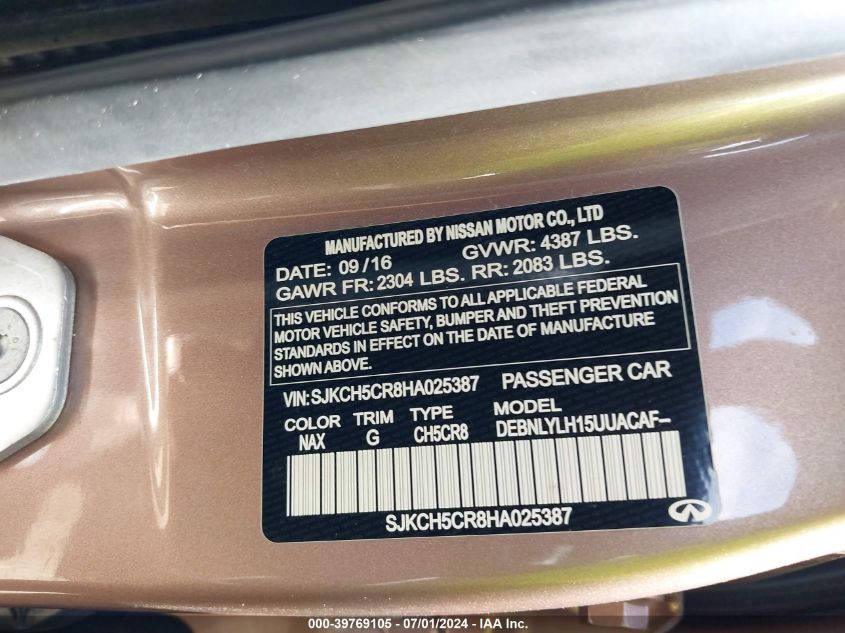 MANUFACTURED BY NISSAN MOTOR CO., LTD
DATE: 09/16 GVWR: 4387 LBS.
GAWR FR: 2304 LBS. RR: 2083 LBS.
THIS VEHICLE CONFORMS TO ALL APPLICABLE FEDERAL
MOTOR VEHICLE SAFETY, BUMPER AND THEFT PREVENTION
STANDARDS IN EFFECT ON THE DATE OF MANUFACTURE
SHOWN ABOVE.
VIN: SJKCH5CR8HA025387 PASSENGER CAR
COLOR TRIM TYPE MODEL
NAX G CH5CR8 DEBNLYLH15UUACAF--
SJKCH5CR8HA025387
000-39769105 - 07/01/2024 - IAA Inc.